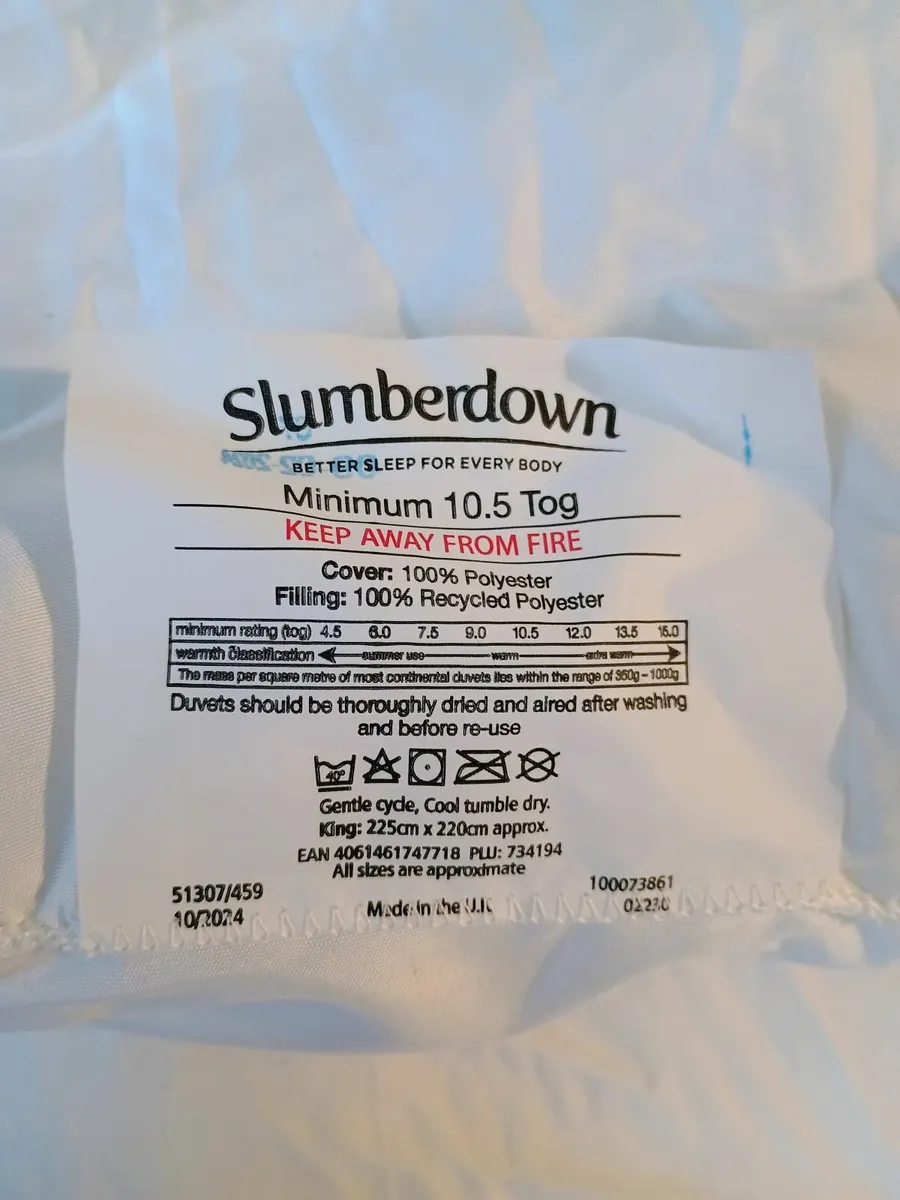 Slumberdown
BETTER SLEEP FOR EVERY BODY
Minimum 10.5 Tog
KEEP AWAY FROM FIRE
Cover: 100% Polyester
Filling: 100% Recycled Polyester
minimum rating (tog) 4.5 6.0 7.5 9.0 10.5 12.0 13.5 15.0
warmth classification summer use warm extra warm
The mass per square metre of most continental duvets lies within the range of 350g - 1000g
Duvets should be thoroughly dried and aired after washing
and before re-use
40°
Gentle cycle, Cool tumble dry.
King: 225cm x 220cm approx.
EAN 4061461747718 PLU: 734194
All sizes are approximate
51307/459
100073861
10/2024
Made in the U.K